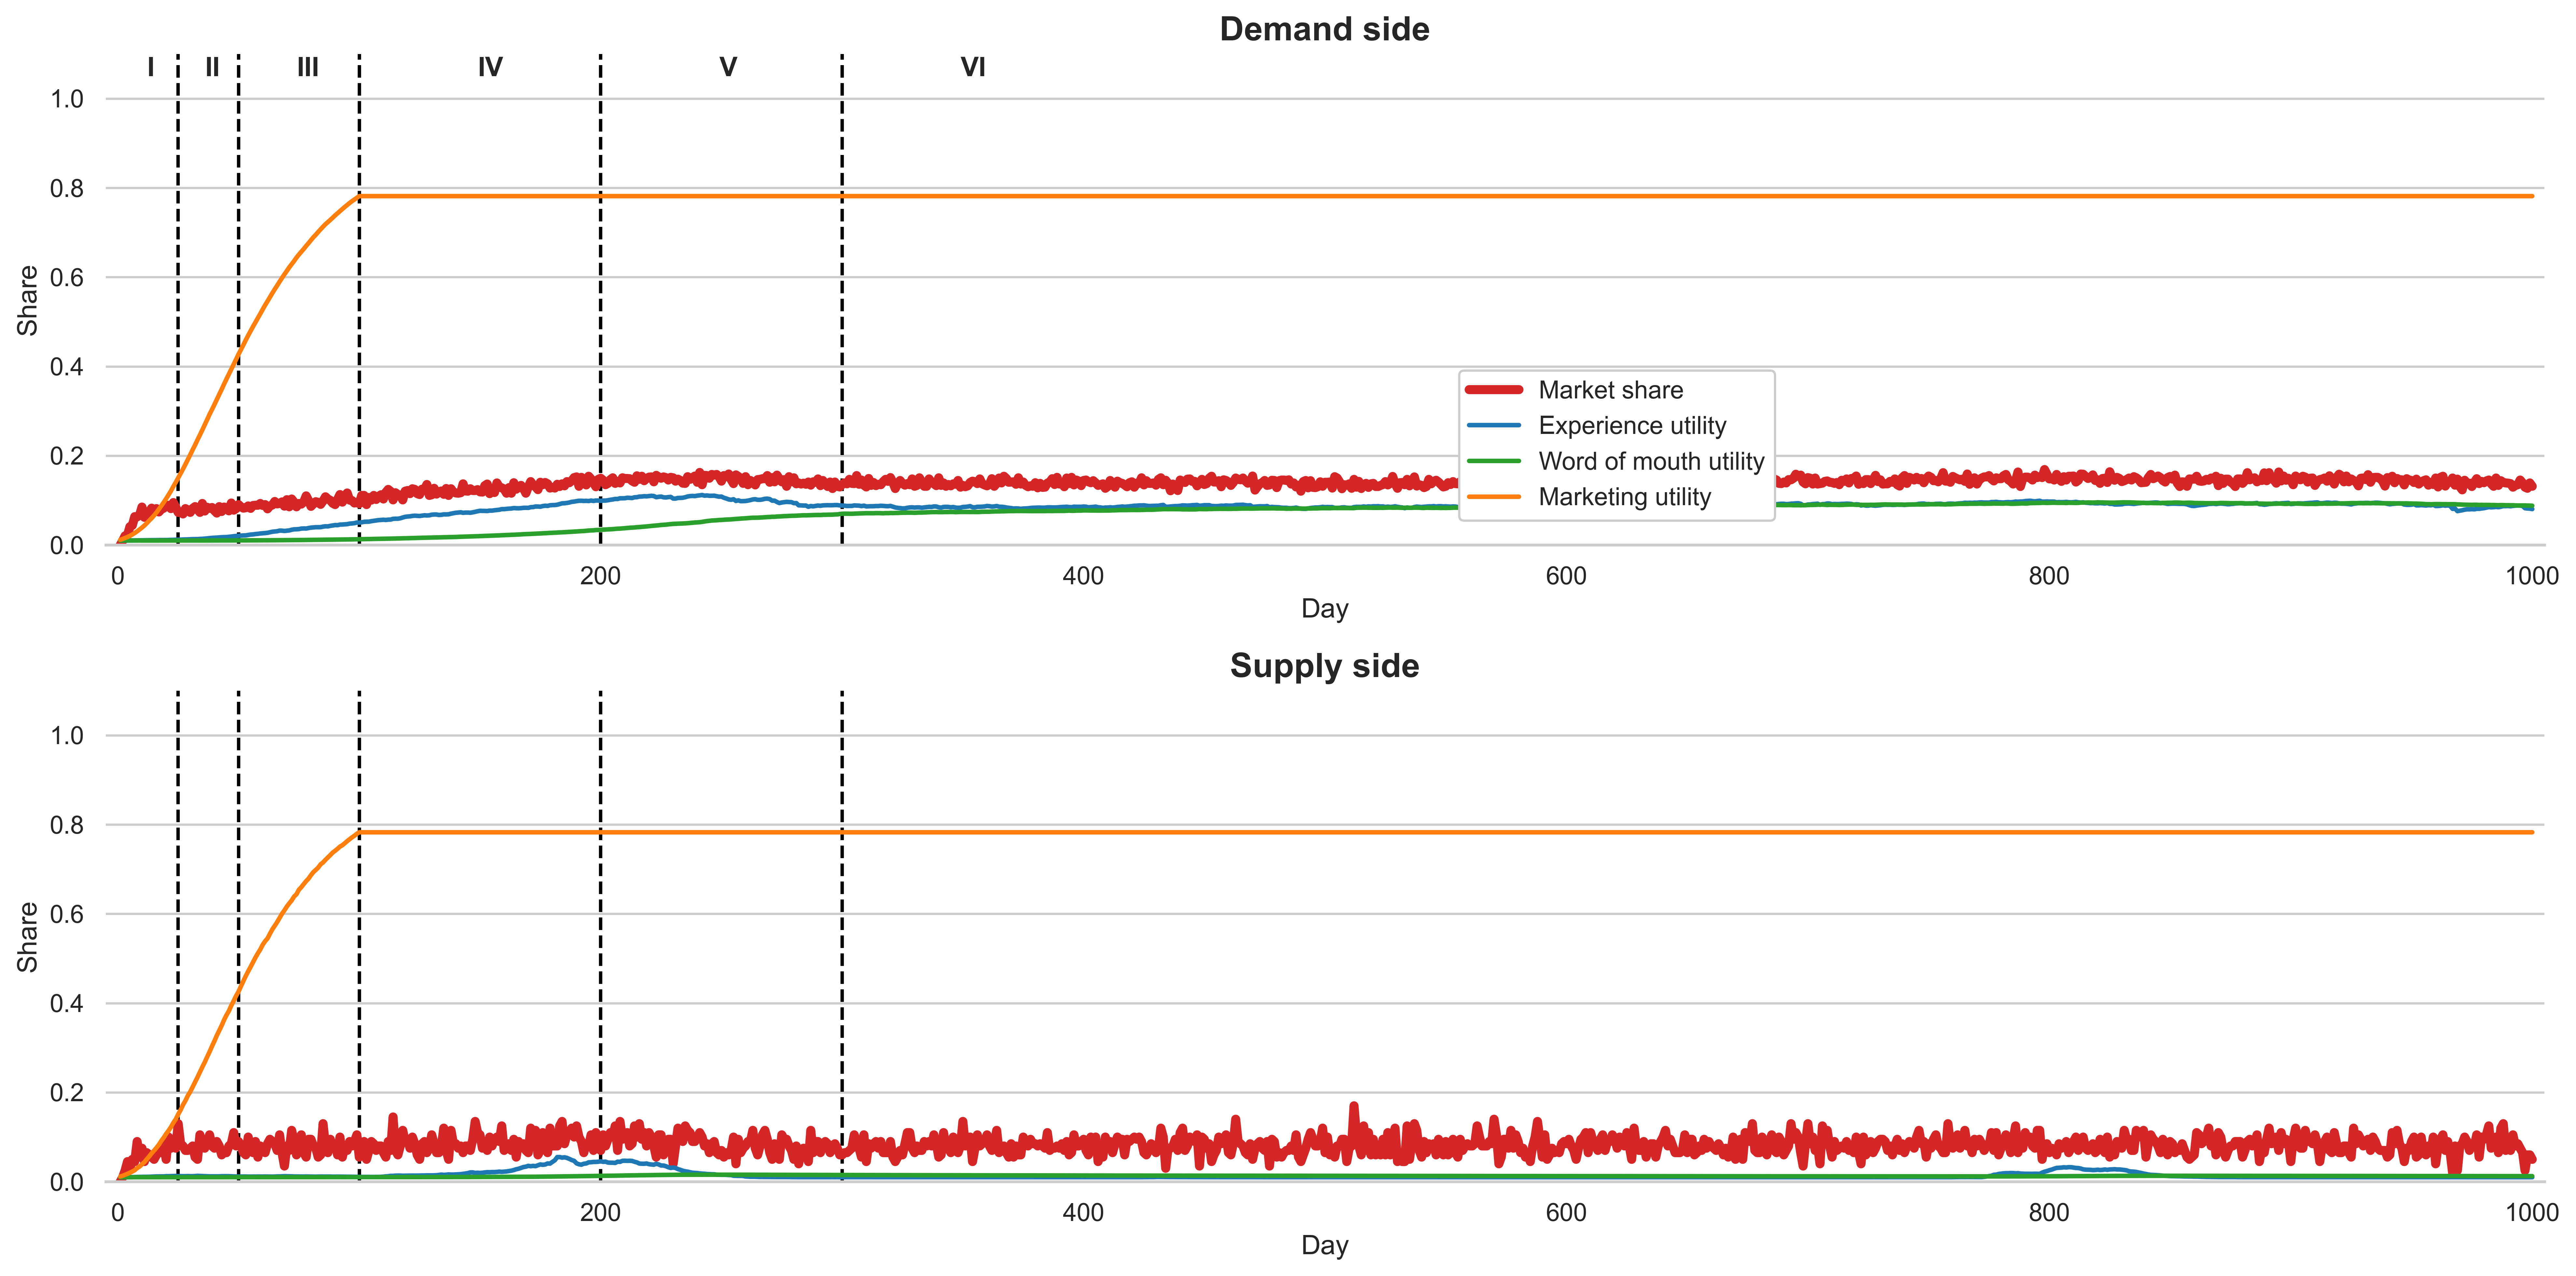 Demand side
I II III IV V VI
1.0
0.8
0.6
0.4
0.2
0.0
Share
Market share
Experience utility
Word of mouth utility
Marketing utility
0 200 400 600 800 1000
Day
Supply side
1.0
0.8
0.6
0.4
0.2
0.0
Share
0 200 400 600 800 1000
Day